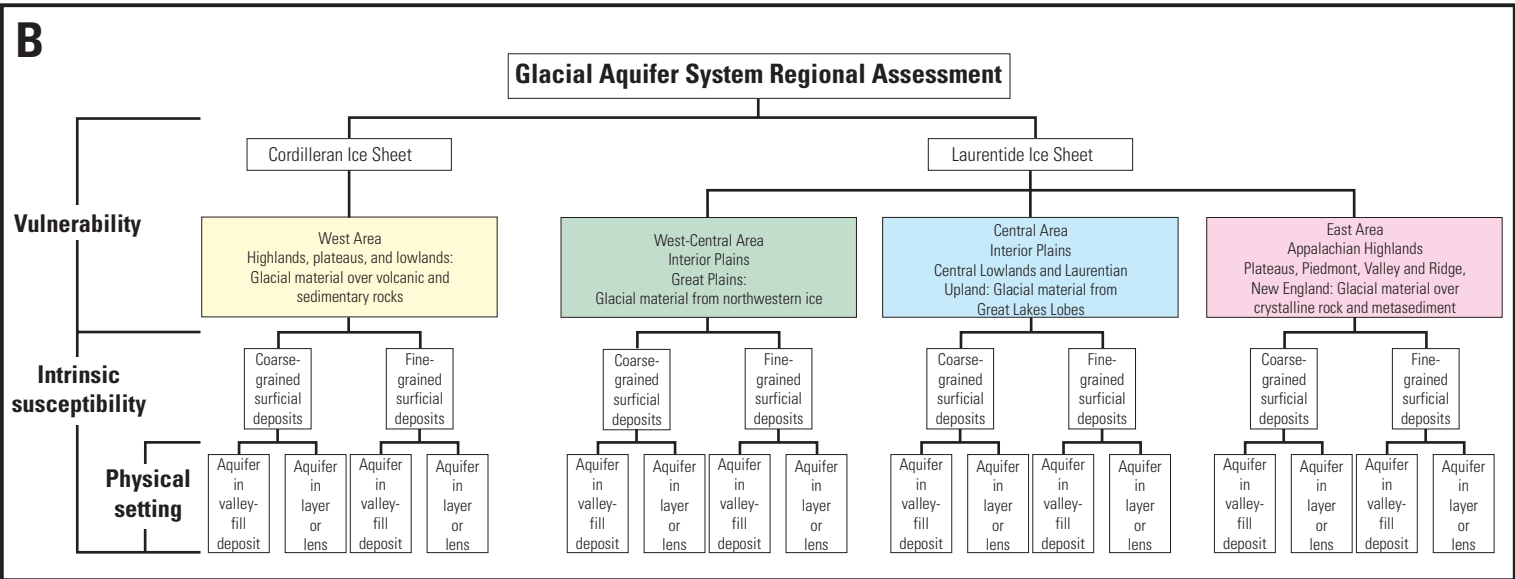 B
Glacial Aquifer System Regional Assessment
Cordilleran Ice Sheet
Laurentide Ice Sheet
Vulnerability
West Area
Highlands, plateaus, and lowlands:
Glacial material over volcanic and
sedimentary rocks
West-Central Area
Interior Plains
Great Plains:
Glacial material from northwestern ice
Central Area
Interior Plains
Central Lowlands and Laurentian
Upland: Glacial material from
Great Lakes Lobes
East Area
Appalachian Highlands
Plateaus, Piedmont, Valley and Ridge,
New England: Glacial material over
crystalline rock and metasediment
Intrinsic
susceptibility
Coarse-
grained
surficial
deposits
Fine-
grained
surficial
deposits
Coarse-
grained
surficial
deposits
Fine-
grained
surficial
deposits
Coarse-
grained
surficial
deposits
Fine-
grained
surficial
deposits
Coarse-
grained
surficial
deposits
Fine-
grained
surficial
deposits
Physical
setting
Aquifer
in
valley-
fill
deposit
Aquifer
in
layer
or
lens
Aquifer
in
valley-
fill
deposit
Aquifer
in
layer
or
lens
Aquifer
in
valley-
fill
deposit
Aquifer
in
layer
or
lens
Aquifer
in
valley-
fill
deposit
Aquifer
in
layer
or
lens
Aquifer
in
valley-
fill
deposit
Aquifer
in
layer
or
lens
Aquifer
in
valley-
fill
deposit
Aquifer
in
layer
or
lens
Aquifer
in
valley-
fill
deposit
Aquifer
in
layer
or
lens
Aquifer
in
valley-
fill
deposit
Aquifer
in
layer
or
lens